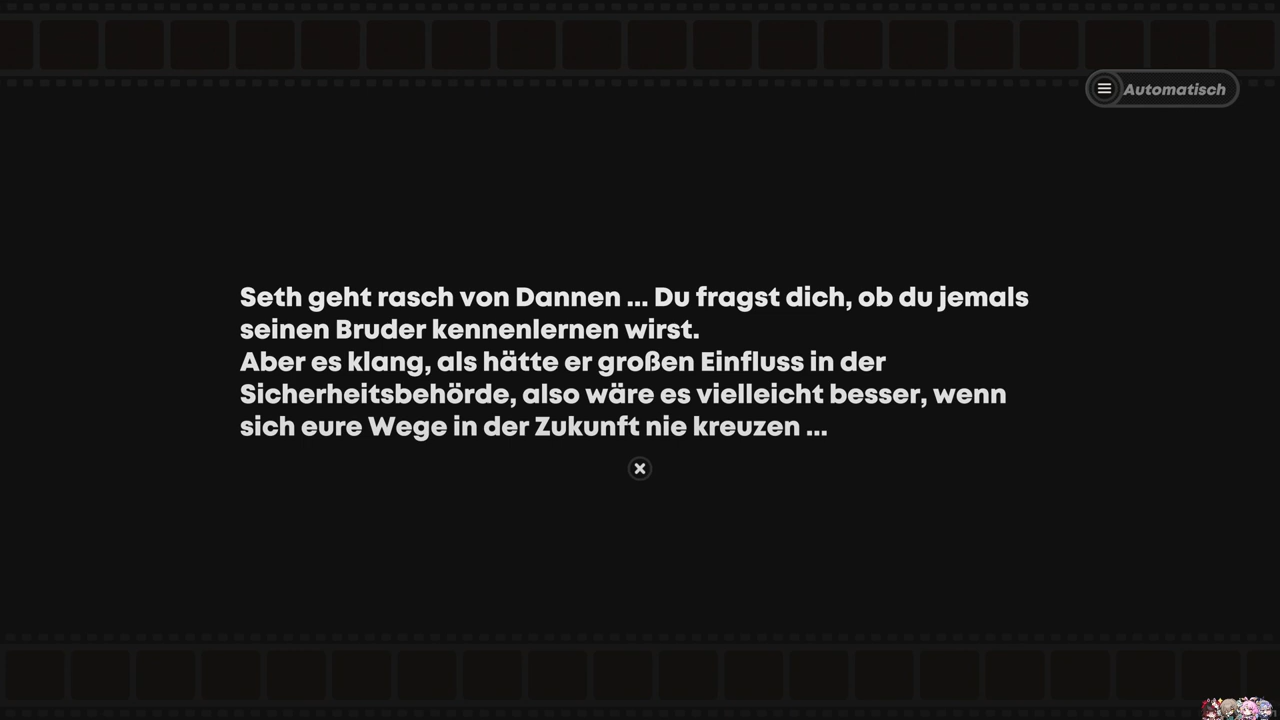 Automatisch
Seth geht rasch von Dannen ... Du fragst dich, ob du jemals
seinen Bruder kennenlernen wirst.
Aber es klang, als hätte er großen Einfluss in der
Sicherheitsbehörde, also wäre es vielleicht besser, wenn
sich eure Wege in der Zukunft nie kreuzen ...